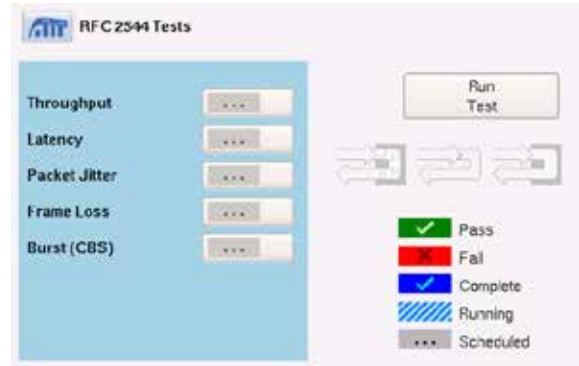 RFC 2544 Tests
Throughput
...
Latency
...
Packet Jitter
...
Frame Loss
...
Burst (CBS)
...
Run
Test
Pass
Fail
Complete
Running
... Scheduled